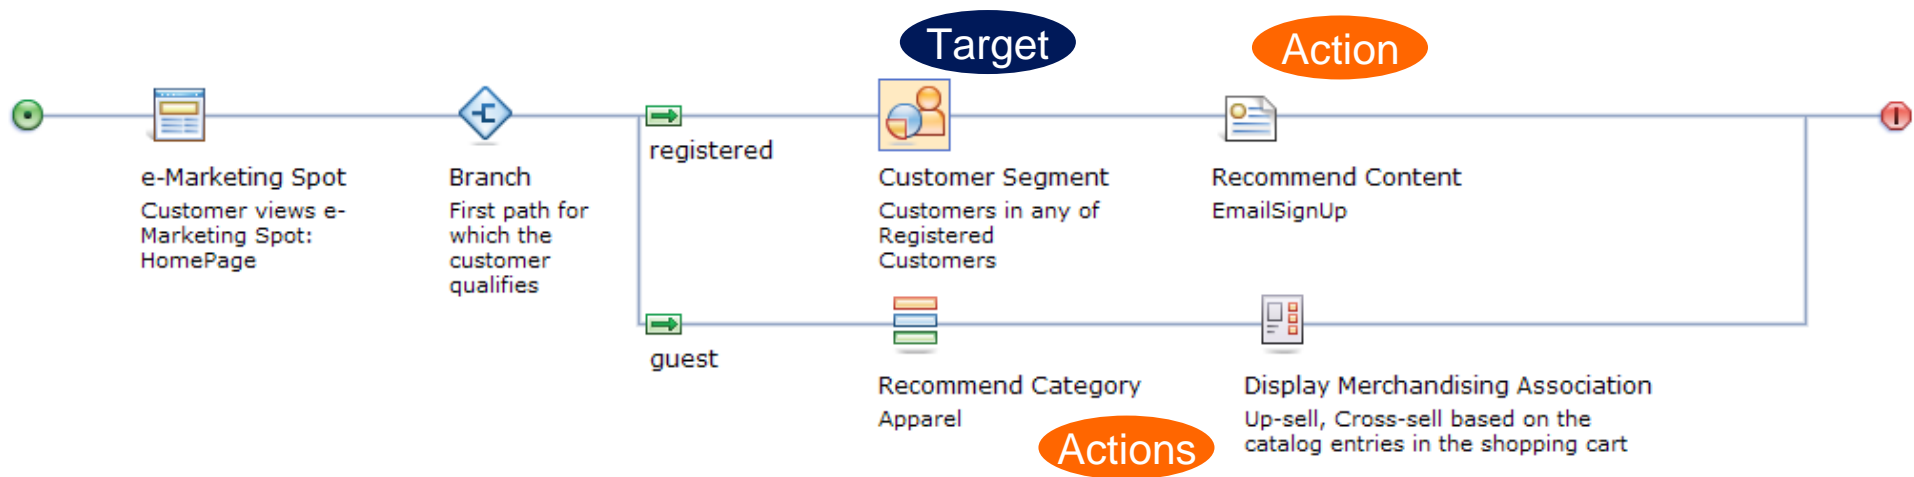 Target
Action
registered
e-Marketing Spot
Customer views e-
Marketing Spot:
HomePage
Branch
First path for
which the
customer
qualifies
Customer Segment
Customers in any of
Registered
Customers
Recommend Content
EmailSignUp
guest
Recommend Category
Apparel
Actions
Display Merchandising Association
Up-sell, Cross-sell based on the
catalog entries in the shopping cart